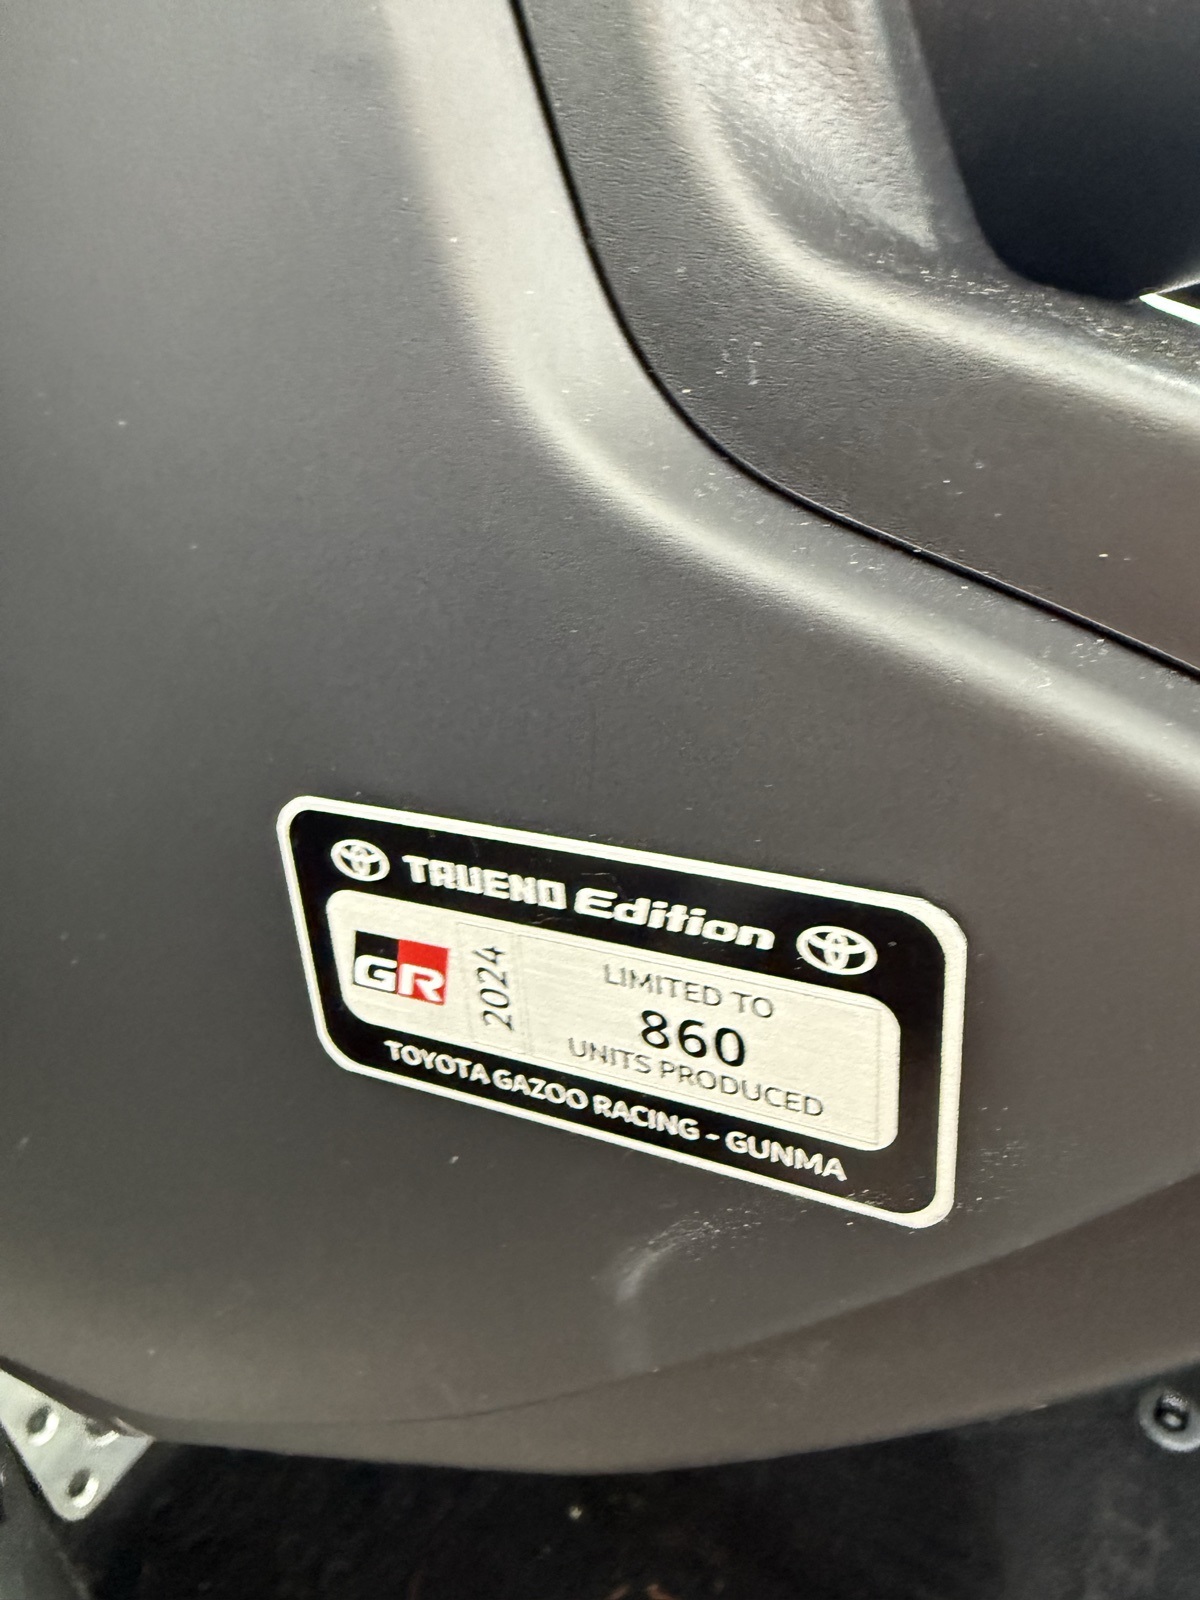 TRUENO Edition
GR
2024
LIMITED TO
860
UNITS PRODUCED
TOYOTA GAZOO RACING - GUNMA